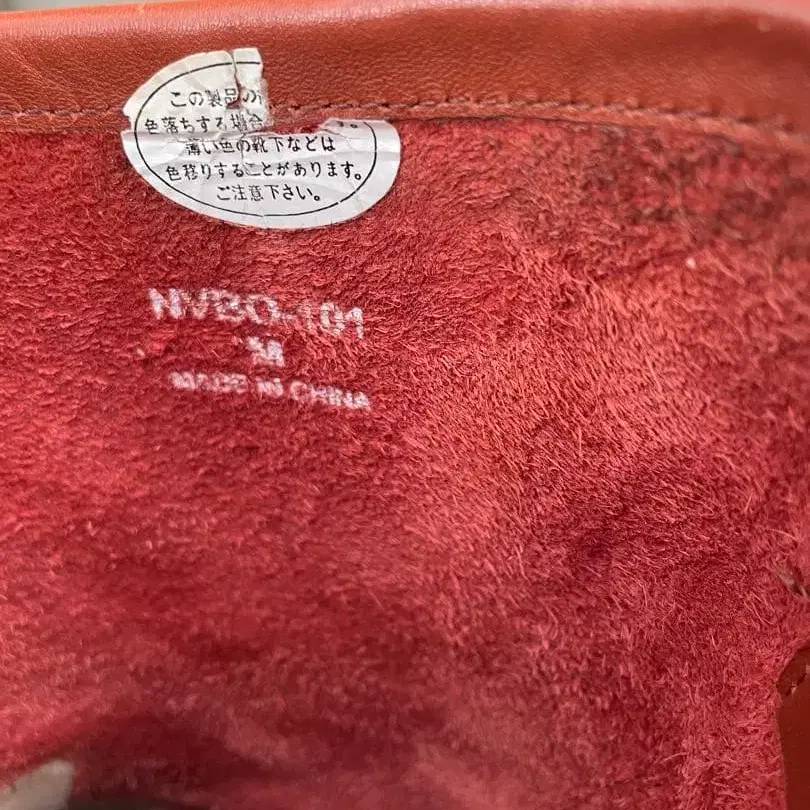 この製品の
色落ちする場合 す。
薄い色の靴下などは
色移りすることがあります。
ご注意下さい。
NVBO-101
M
MADE IN CHINA